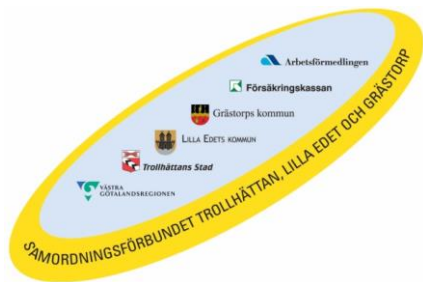 Arbetsförmedlingen
Försäkringskassan
Grästorps kommun
LILLA EDETS KOMMUN
Trollhättans Stad
VÄSTRA
GÖTALANDSREGIONEN
SAMORDNINGSFÖRBUNDET TROLLHÄTTAN, LILLA EDET OCH GRÄSTORP